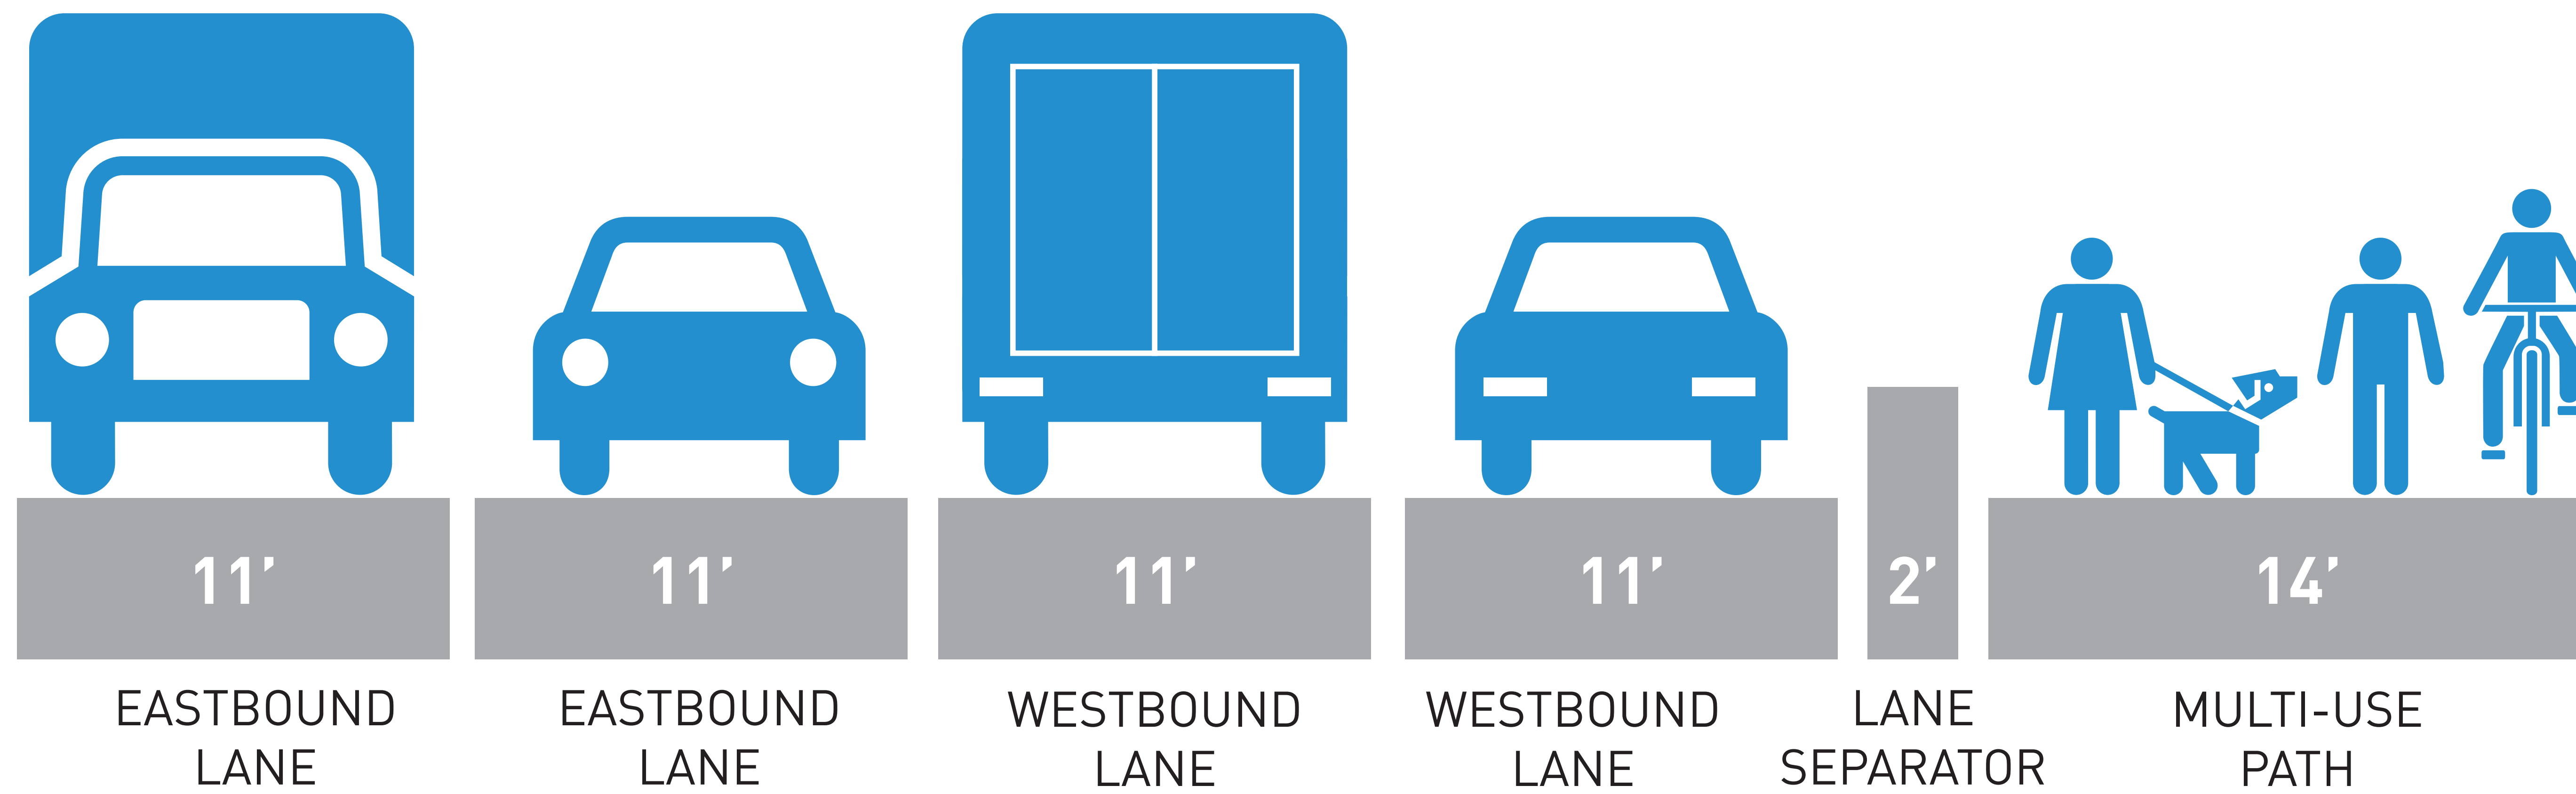 11’
11’
11’
11’
2’
14’
EASTBOUND
LANE
EASTBOUND
LANE
WESTBOUND
LANE
WESTBOUND
LANE
LANE
SEPARATOR
MULTI-USE
PATH